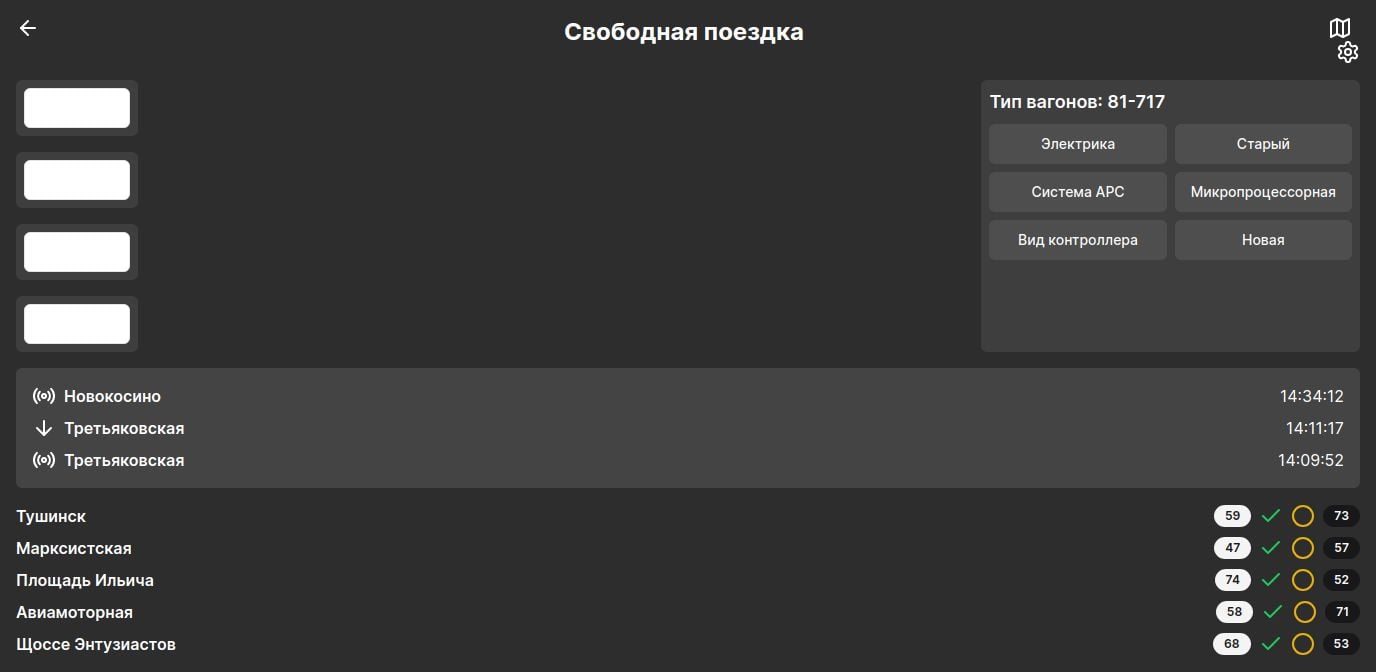 Свободная поездка
Тип вагонов: 81-717
Электрика Старый
Система АРС Микропроцессорная
Вид контроллера Новая
Новокосино 14:34:12
Третьяковская 14:11:17
Третьяковская 14:09:52
Тушинск 59 73
Марксистская 47 57
Площадь Ильича 74 52
Авиамоторная 58 71
Щоссе Энтузиастов 68 53